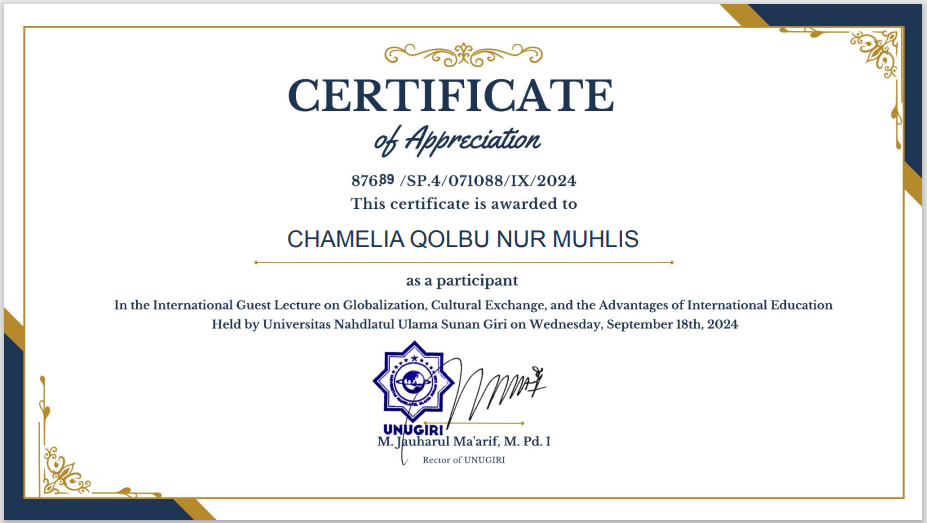 CERTIFICATE
of Appreciation
87689 /SP.4/071088/IX/2024
This certificate is awarded to
CHAMELIA QOLBU NUR MUHLIS
as a participant
In the International Guest Lecture on Globalization, Cultural Exchange, and the Advantages of International Education
Held by Universitas Nahdlatul Ulama Sunan Giri on Wednesday, September 18th, 2024
UNUGIRI
M. Jauharul Ma'arif, M. Pd. I
Rector of UNUGIRI